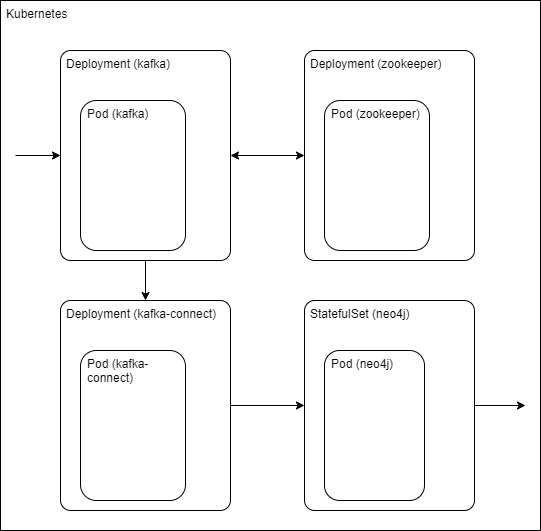 Kubernetes
Deployment (kafka)
Pod (kafka)
Deployment (zookeeper)
Pod (zookeeper)
Deployment (kafka-connect)
Pod (kafka-
connect)
StatefulSet (neo4j)
Pod (neo4j)